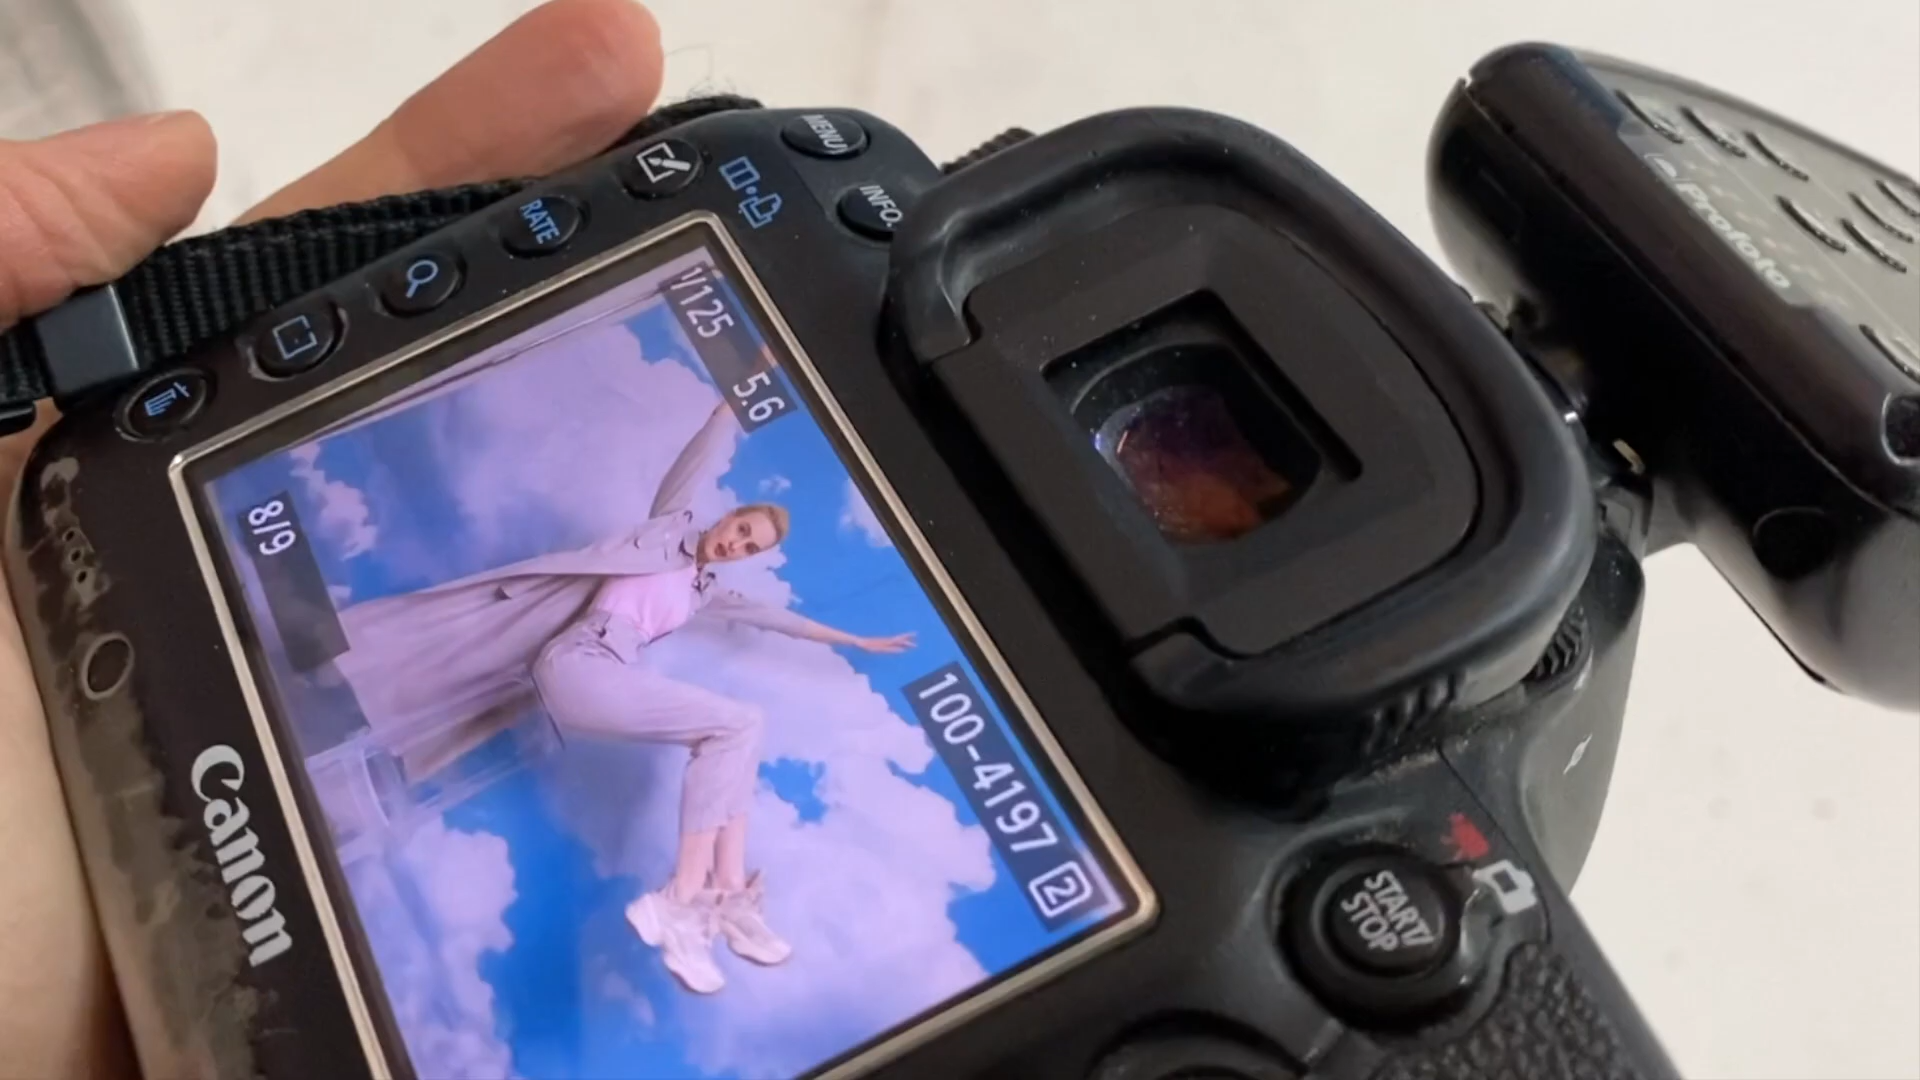 MENU
INFO.
RATE
1/125 5.6
8/9
100-4197 2
Canon
START/
STOP
Profoto